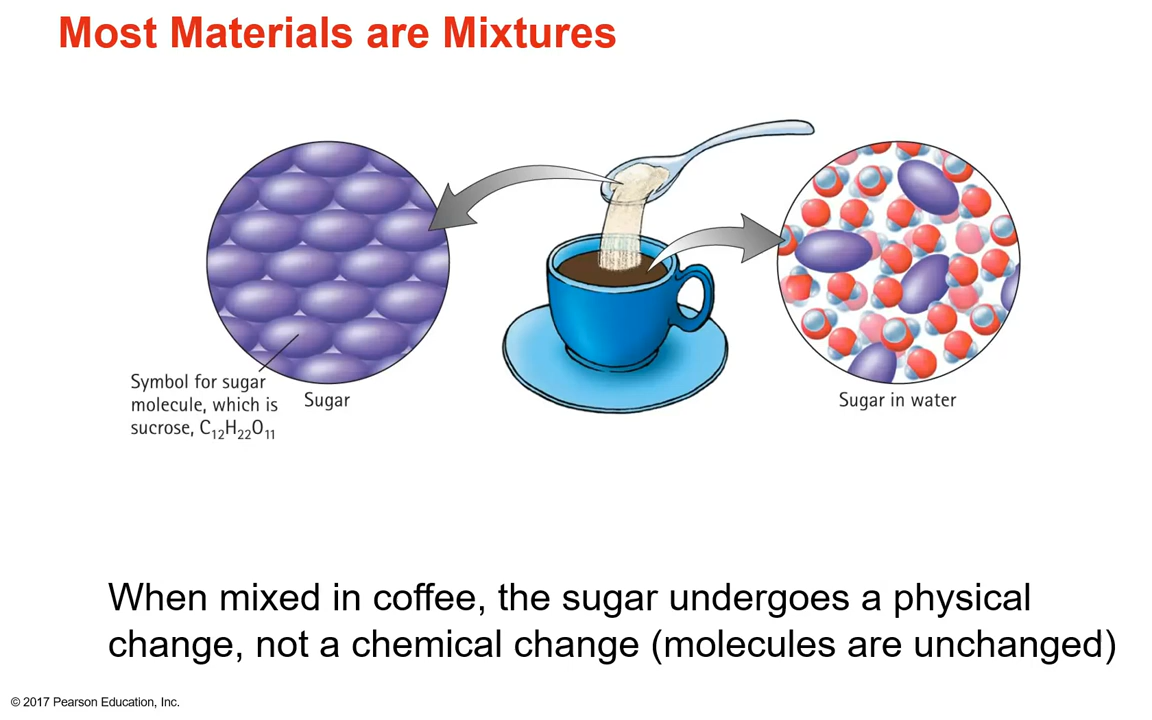 Most Materials are Mixtures
Symbol for sugar
molecule, which is
sucrose, C₁₂H₂₂O₁₁
Sugar
Sugar in water
When mixed in coffee, the sugar undergoes a physical
change, not a chemical change (molecules are unchanged)
© 2017 Pearson Education, Inc.